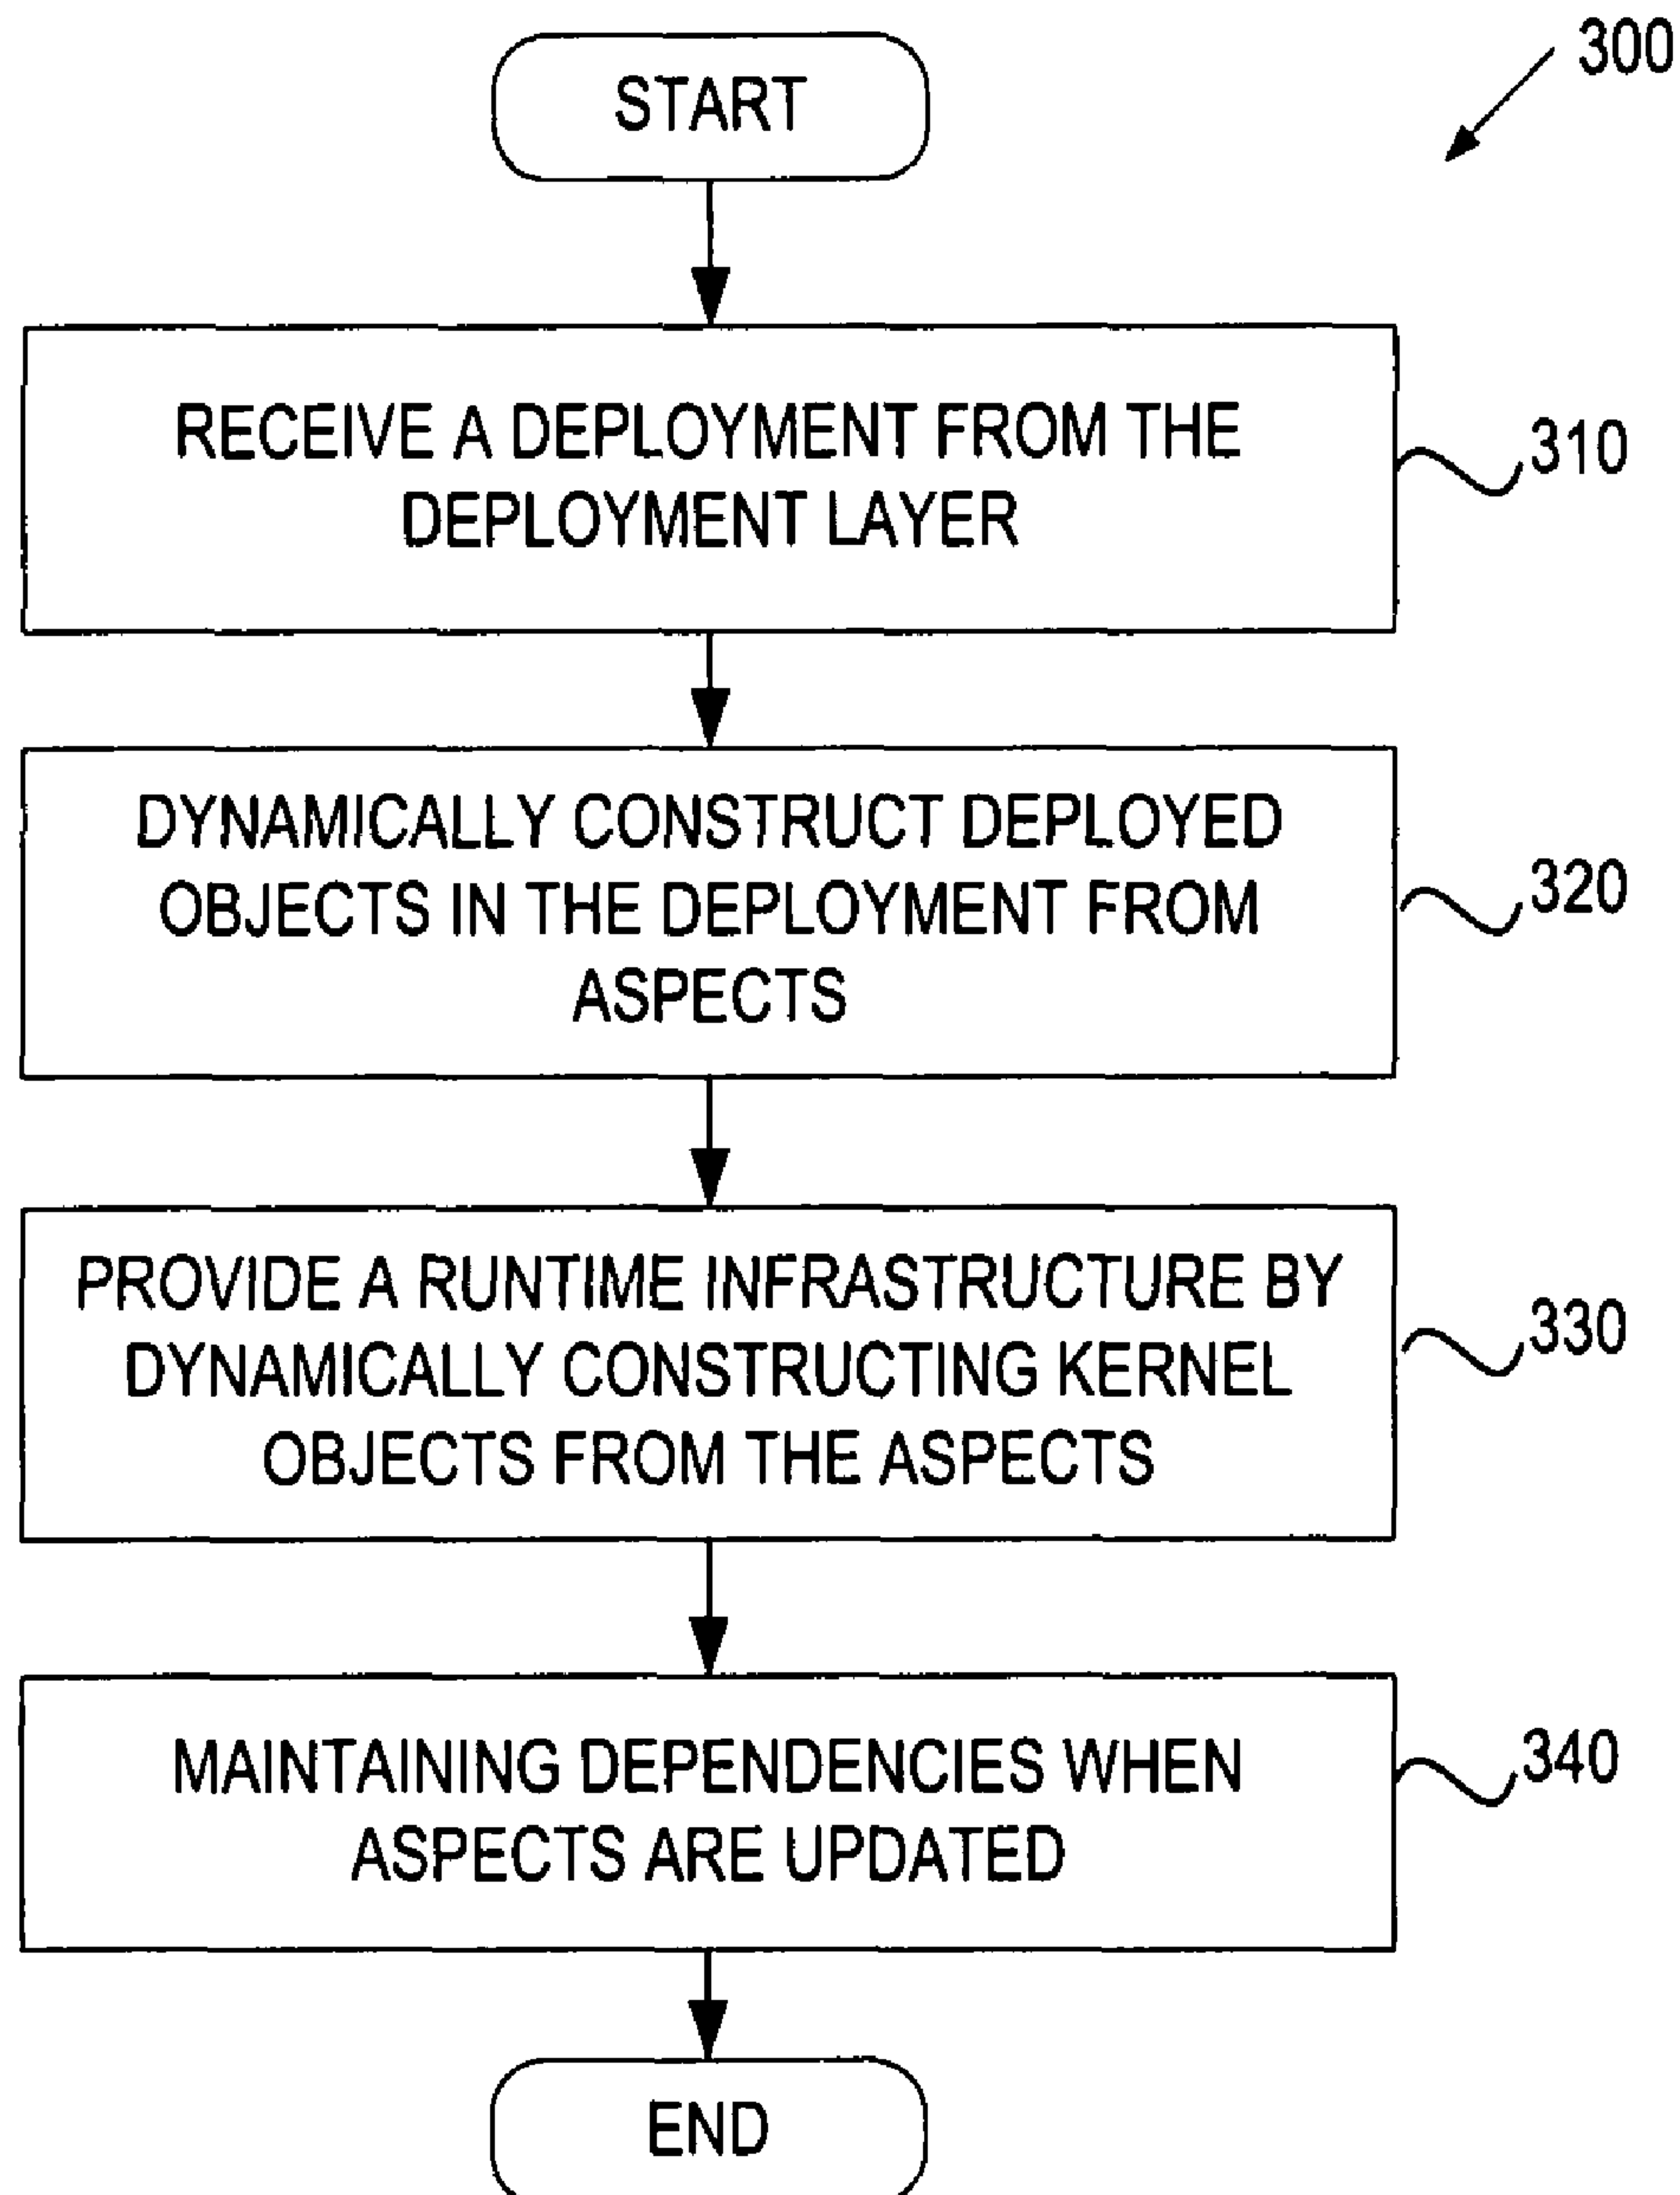 START
300
RECEIVE A DEPLOYMENT FROM THE
DEPLOYMENT LAYER
310
DYNAMICALLY CONSTRUCT DEPLOYED
OBJECTS IN THE DEPLOYMENT FROM
ASPECTS
320
PROVIDE A RUNTIME INFRASTRUCTURE BY
DYNAMICALLY CONSTRUCTING KERNEL
OBJECTS FROM THE ASPECTS
330
MAINTAINING DEPENDENCIES WHEN
ASPECTS ARE UPDATED
340
END